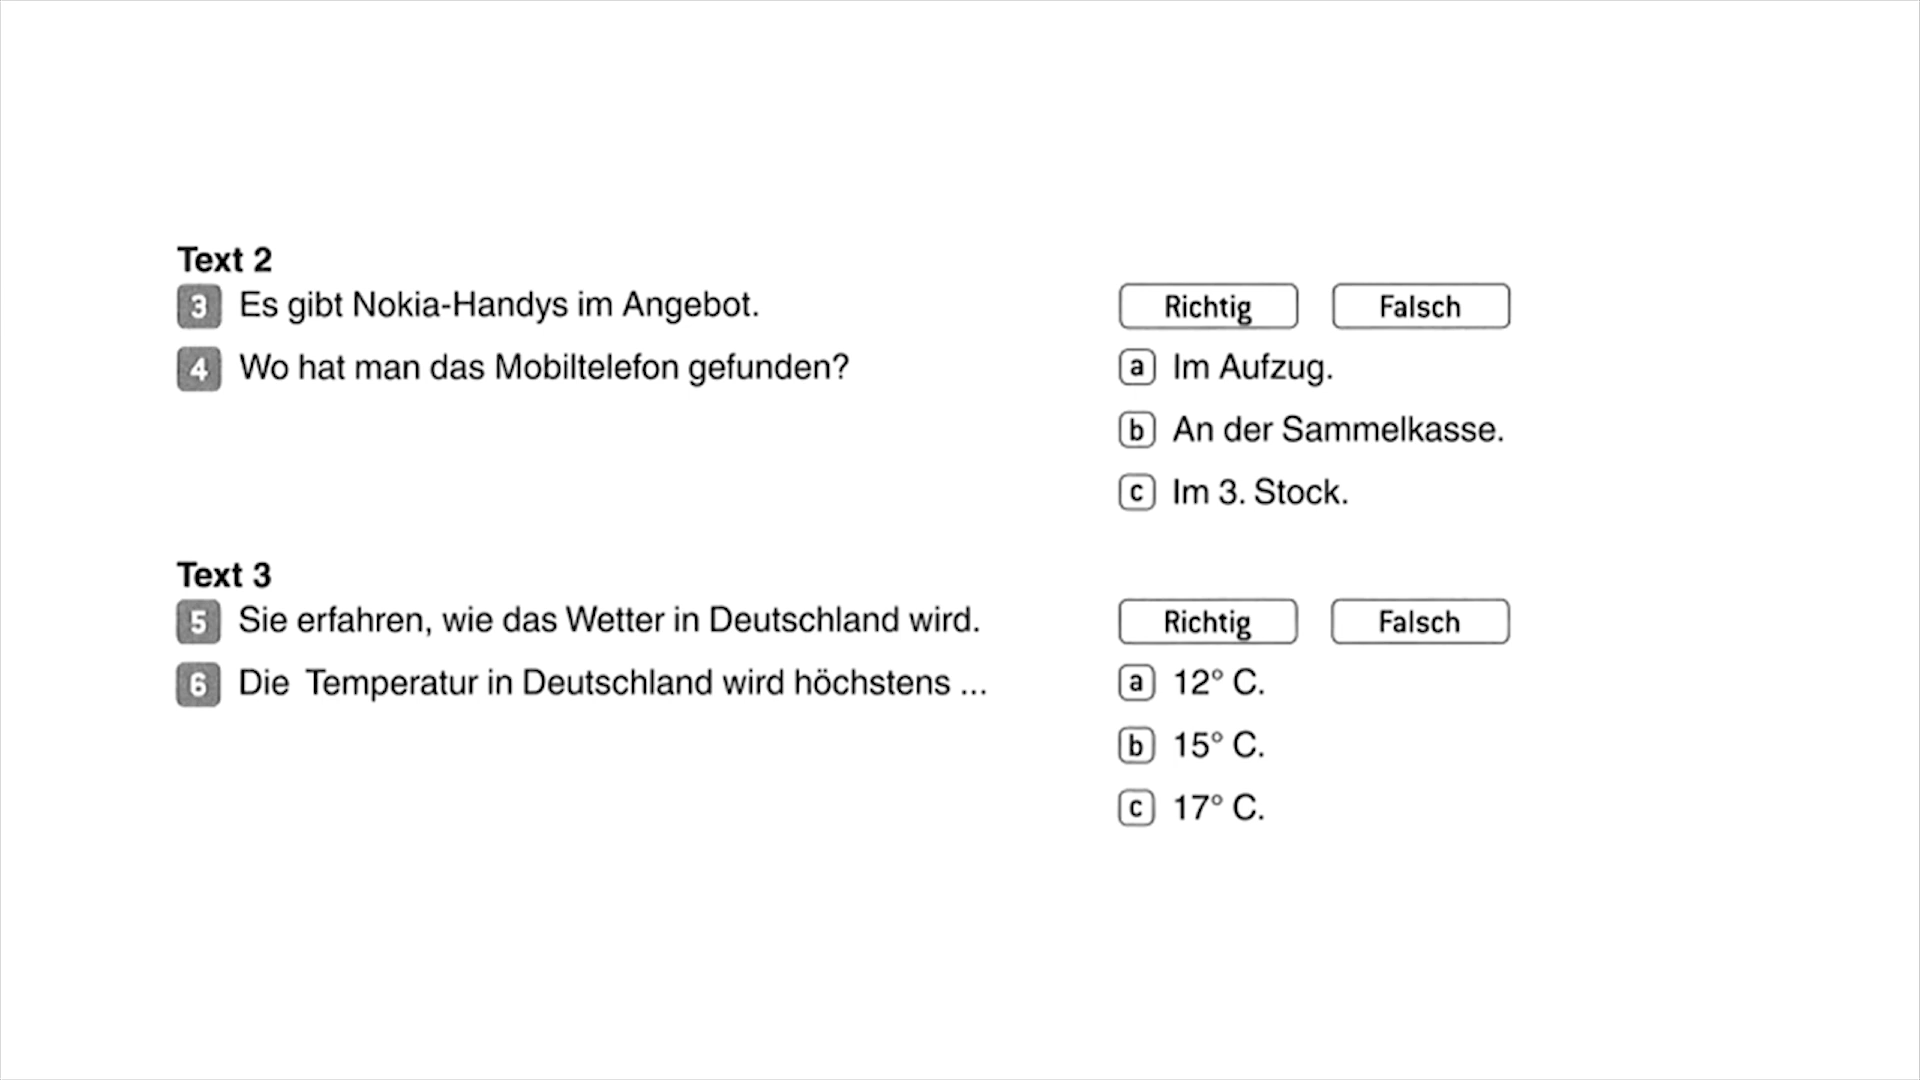 Text 2
3 Es gibt Nokia-Handys im Angebot. Richtig Falsch
4 Wo hat man das Mobiltelefon gefunden? a Im Aufzug.
b An der Sammelkasse.
c Im 3. Stock.
Text 3
5 Sie erfahren, wie das Wetter in Deutschland wird. Richtig Falsch
6 Die Temperatur in Deutschland wird höchstens ... a 12° C.
b 15° C.
c 17° C.